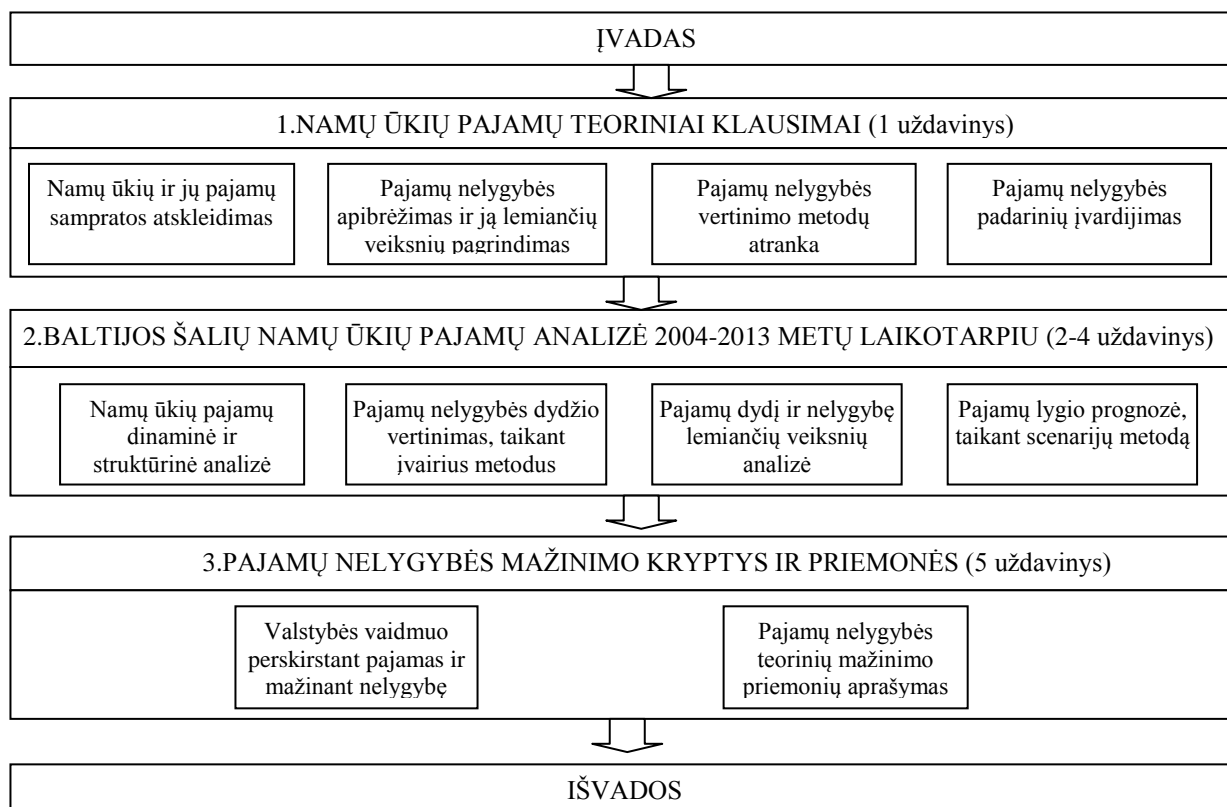 ĮVADAS
1.NAMŲ ŪKIŲ PAJAMŲ TEORINIAI KLAUSIMAI (1 uždavinys)
Namų ūkių ir jų pajamų
sampratos atskleidimas
Pajamų nelygybės
apibrėžimas ir ją lemiančių
veiksnių pagrindimas
Pajamų nelygybės
vertinimo metodų
atranka
Pajamų nelygybės
padarinių įvardijimas
2.BALTIJOS ŠALIŲ NAMŲ ŪKIŲ PAJAMŲ ANALIZĖ 2004-2013 METŲ LAIKOTARPIU (2-4 uždavinys)
Namų ūkių pajamų
dinaminė ir
struktūrinė analizė
Pajamų nelygybės dydžio
vertinimas, taikant
įvairius metodus
Pajamų dydį ir nelygybę
lemiančių veiksnių
analizė
Pajamų lygio prognozė,
taikant scenarijų metodą
3.PAJAMŲ NELYGYBĖS MAŽINIMO KRYPTYS IR PRIEMONĖS (5 uždavinys)
Valstybės vaidmuo
perskirstant pajamas ir
mažinant nelygybę
Pajamų nelygybės
teorinių mažinimo
priemonių aprašymas
IŠVADOS